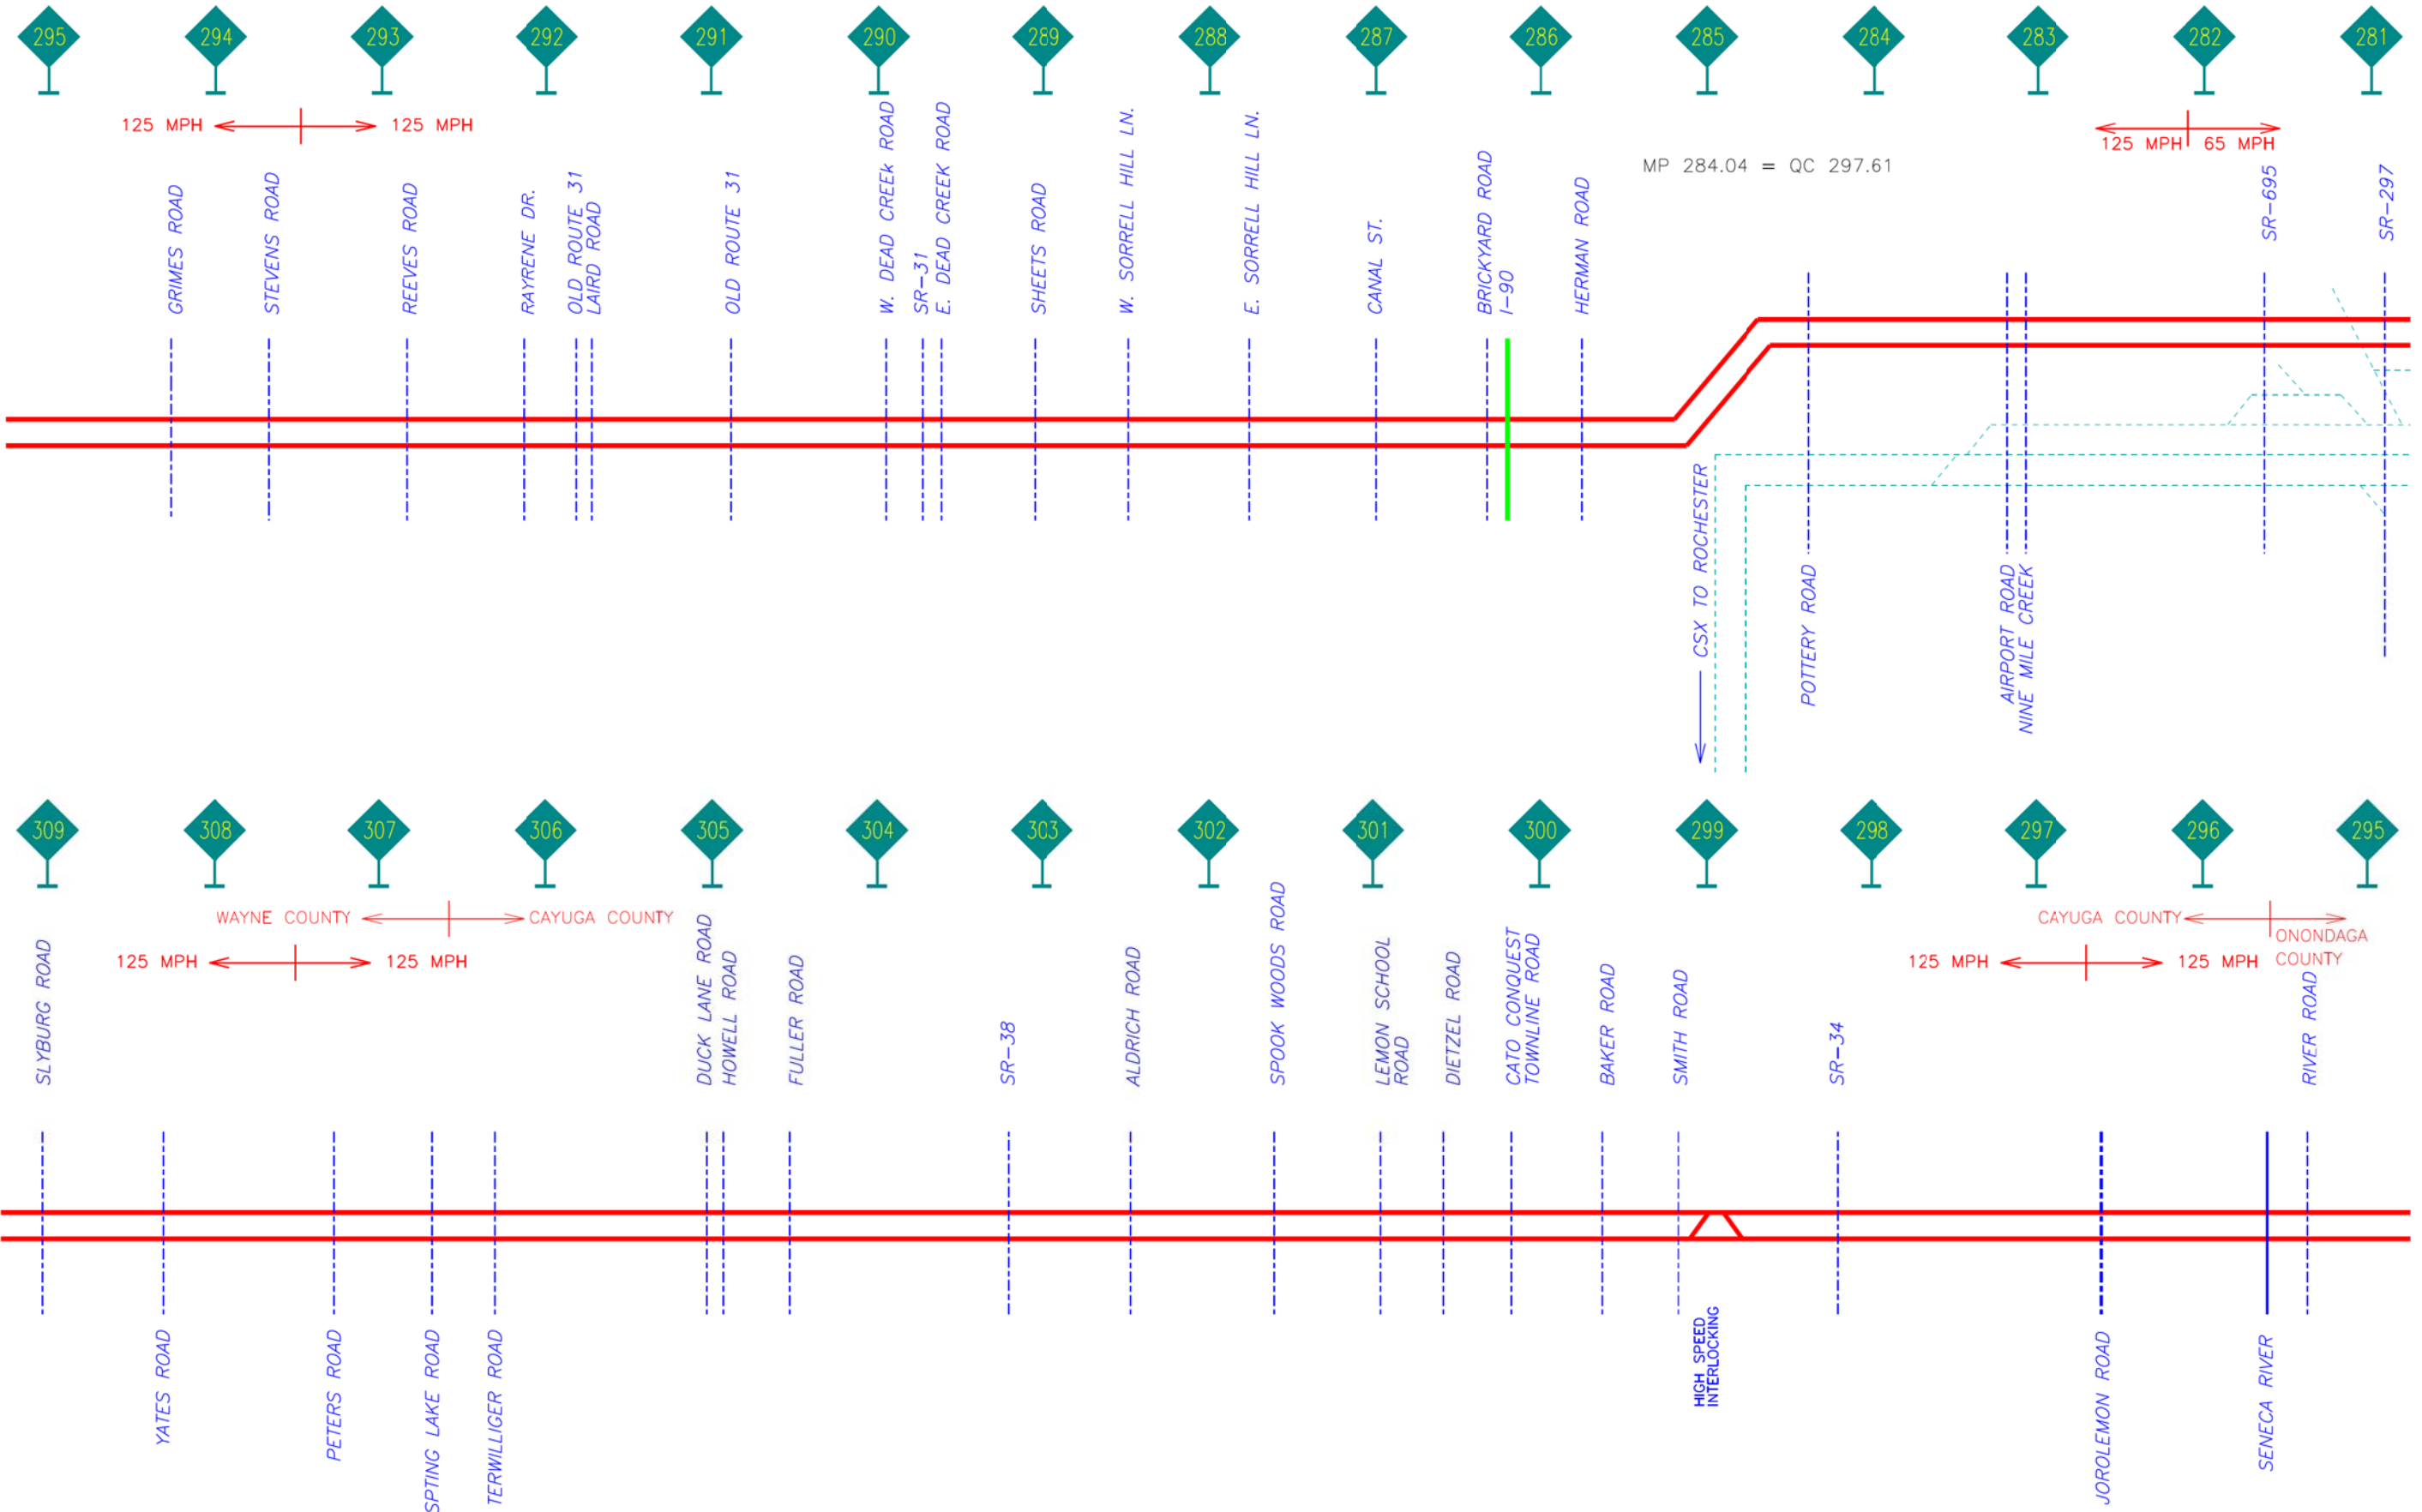 295
294
293
292
291
290
289
288
287
286
285
284
283
282
281
125 MPH
125 MPH
125 MPH
65 MPH
MP 284.04 = QC 297.61
GRIMES ROAD
STEVENS ROAD
REEVES ROAD
RAYRENE DR.
OLD ROUTE 31
LAIRD ROAD
OLD ROUTE 31
W. DEAD CREEk ROAD
SR-31
E. DEAD CREEK ROAD
SHEETS ROAD
W. SORRELL HILL LN.
E. SORRELL HILL LN.
CANAL ST.
BRICKYARD ROAD
I-90
HERMAN ROAD
CSX TO ROCHESTER
POTTERY ROAD
AIRPORT ROAD
NINE MILE CREEK
SR-695
SR-297
309
308
307
306
305
304
303
302
301
300
299
298
297
296
295
WAYNE COUNTY
CAYUGA COUNTY
CAYUGA COUNTY
ONONDAGA
COUNTY
125 MPH
125 MPH
125 MPH
125 MPH
SLYBURG ROAD
YATES ROAD
PETERS ROAD
SPTING LAKE ROAD
TERWILLIGER ROAD
DUCK LANE ROAD
HOWELL ROAD
FULLER ROAD
SR-38
ALDRICH ROAD
SPOOK WOODS ROAD
LEMON SCHOOL
ROAD
DIETZEL ROAD
CATO CONQUEST
TOWNLINE ROAD
BAKER ROAD
SMITH ROAD
HIGH SPEED
INTERLOCKING
SR-34
JOROLEMON ROAD
SENECA RIVER
RIVER ROAD